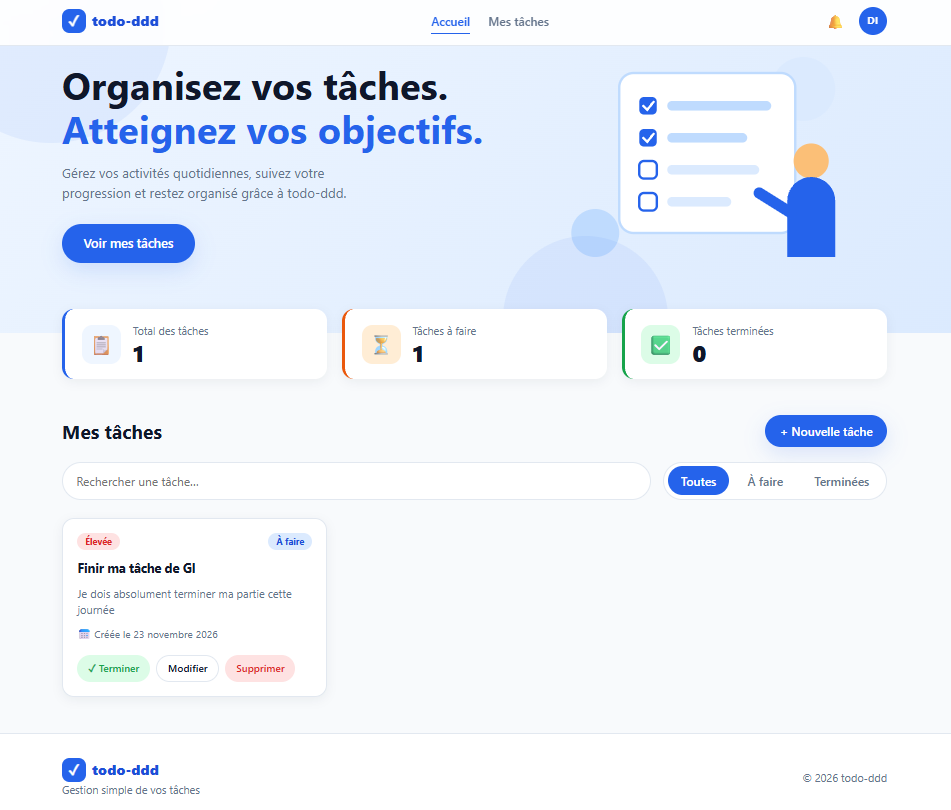 todo-ddd
Accueil
Mes tâches
DI
Organisez vos tâches.
Atteignez vos objectifs.
Gérez vos activités quotidiennes, suivez votre
progression et restez organisé grâce à todo-ddd.
Voir mes tâches
Total des tâches
1
Tâches à faire
1
Tâches terminées
0
Mes tâches
+ Nouvelle tâche
Rechercher une tâche...
Toutes
À faire
Terminées
Élevée
À faire
Finir ma tâche de GI
Je dois absolument terminer ma partie cette
journée
Créée le 23 novembre 2026
✓ Terminer
Modifier
Supprimer
todo-ddd
Gestion simple de vos tâches
© 2026 todo-ddd